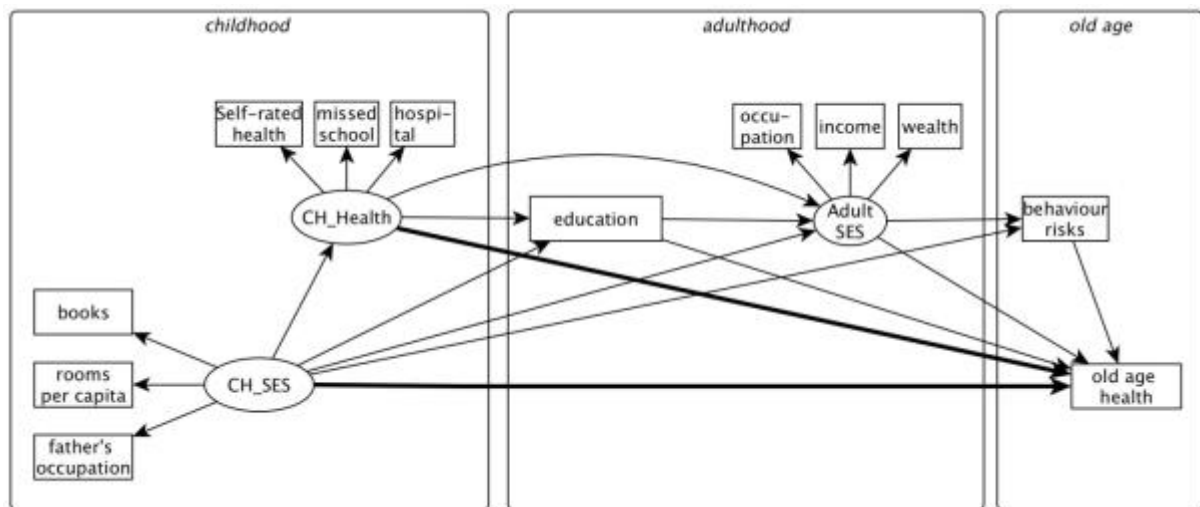 childhood
adulthood
old age
Self-rated
health
missed
school
hospi-
tal
occu-
pation
income
wealth
CH_Health
education
Adult
SES
behaviour
risks
books
rooms
per capita
CH_SES
father's
occupation
old age
health